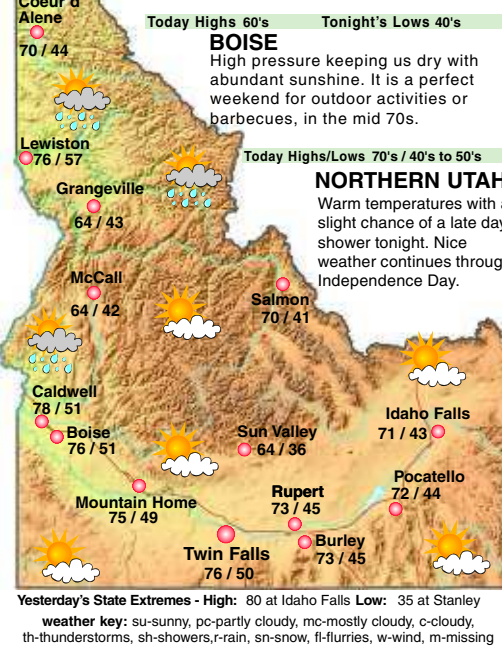 Coeur d'
Alene
70 / 44
Today Highs 60's Tonight's Lows 40's
BOISE
High pressure keeping us dry with
abundant sunshine. It is a perfect
weekend for outdoor activities or
barbecues, in the mid 70s.
Lewiston
76 / 57
Today Highs/Lows 70's / 40's to 50's
NORTHERN UTAH
Warm temperatures with a
slight chance of a late day
shower tonight. Nice
weather continues throug
Independence Day.
Grangeville
64 / 43
McCall
64 / 42
Salmon
70 / 41
Caldwell
78 / 51
Boise
76 / 51
Sun Valley
64 / 36
Idaho Falls
71 / 43
Mountain Home
75 / 49
Rupert
73 / 45
Pocatello
72 / 44
Twin Falls
76 / 50
Burley
73 / 45
Yesterday's State Extremes - High: 80 at Idaho Falls Low: 35 at Stanley
weather key: su-sunny, pc-partly cloudy, mc-mostly cloudy, c-cloudy,
th-thunderstorms, sh-showers,r-rain, sn-snow, fl-flurries, w-wind, m-missing